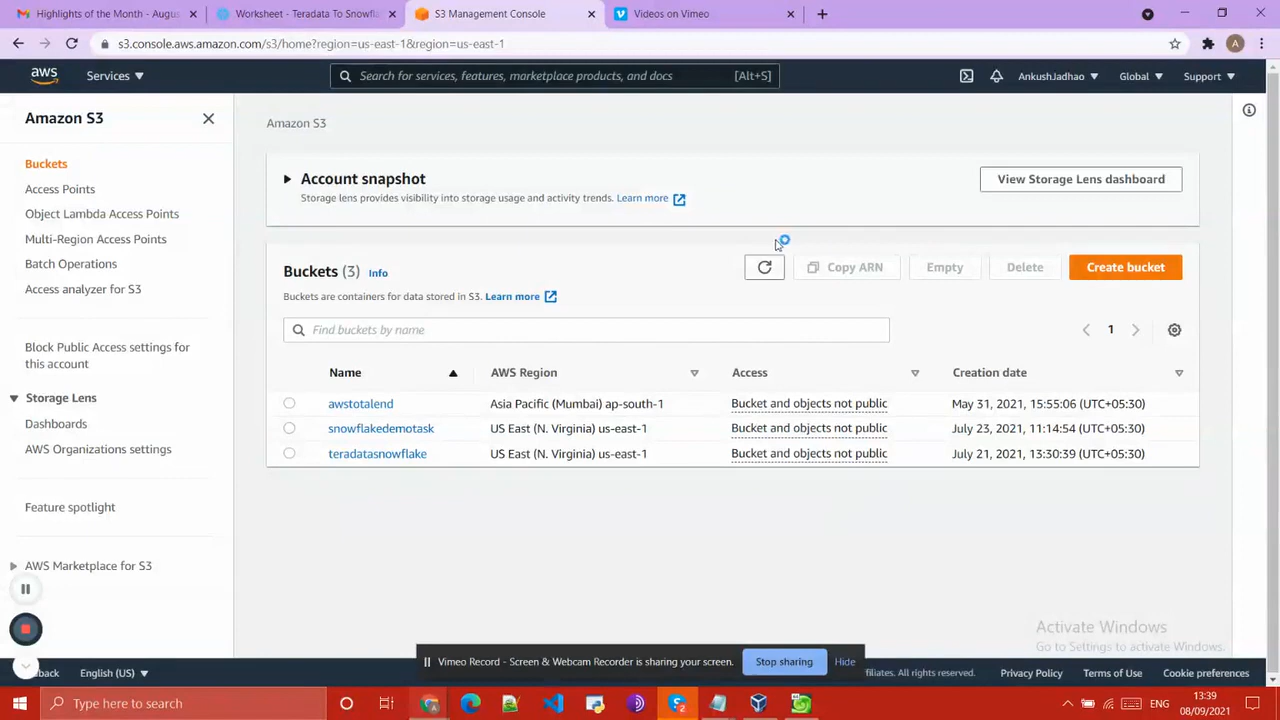 Highlights of the Month - Augus
Worksheet - Teradata To Snowfla
S3 Management Console
Videos on Vimeo
s3.console.aws.amazon.com/s3/home?region=us-east-1&region=us-east-1
A
aws
Services
Search for services, features, marketplace products, and docs
[Alt+S]
AnkushJadhao
Global
Support
Amazon S3
Buckets
Access Points
Object Lambda Access Points
Multi-Region Access Points
Batch Operations
Access analyzer for S3
Block Public Access settings for
this account
Storage Lens
Dashboards
AWS Organizations settings
Feature spotlight
AWS Marketplace for S3
Amazon S3
Account snapshot
Storage lens provides visibility into storage usage and activity trends. Learn more
View Storage Lens dashboard
Buckets (3) Info
Copy ARN
Empty
Delete
Create bucket
Buckets are containers for data stored in S3. Learn more
Find buckets by name
1
Name AWS Region Access Creation date
awstotalend Asia Pacific (Mumbai) ap-south-1 Bucket and objects not public May 31, 2021, 15:55:06 (UTC+05:30)
snowflakedemotask US East (N. Virginia) us-east-1 Bucket and objects not public July 23, 2021, 11:14:54 (UTC+05:30)
teradatasnowflake US East (N. Virginia) us-east-1 Bucket and objects not public July 21, 2021, 13:30:39 (UTC+05:30)
Activate Windows
Go to Settings to activate Windows.
Vimeo Record - Screen & Webcam Recorder is sharing your screen.
Stop sharing
Hide
back
English (US)
ffiliates. All rights reserved.
Privacy Policy
Terms of Use
Cookie preferences
Type here to search
ENG
13:39
08/09/2021